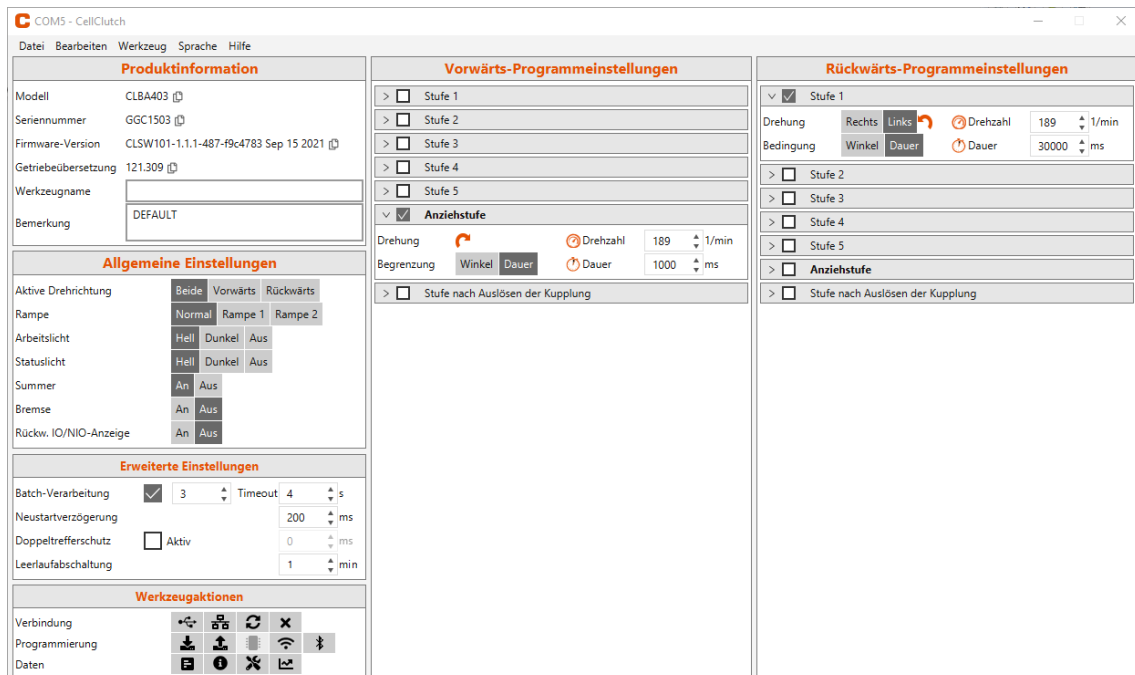 COM5 - CellClutch
Datei Bearbeiten Werkzeug Sprache Hilfe
Produktinformation
Modell CLBA403
Seriennummer GGC1503
Firmware-Version CLSW101-1.1.1-487-f9c4783 Sep 15 2021
Getriebeübersetzung 121.309
Werkzeugname
Bemerkung DEFAULT
Allgemeine Einstellungen
Aktive Drehrichtung Beide Vorwärts Rückwärts
Rampe Normal Rampe 1 Rampe 2
Arbeitslicht Hell Dunkel Aus
Statuslicht Hell Dunkel Aus
Summer An Aus
Bremse An Aus
Rückw. IO/NIO-Anzeige An Aus
Erweiterte Einstellungen
Batch-Verarbeitung 3 Timeout 4 s
Neustartverzögerung 200 ms
Doppeltrefferschutz Aktiv 0 ms
Leerlaufabschaltung 1 min
Werkzeugaktionen
Verbindung
Programmierung
Daten
Vorwärts-Programmeinstellungen
Stufe 1
Stufe 2
Stufe 3
Stufe 4
Stufe 5
Anziehstufe
Drehung Drehzahl 189 1/min
Begrenzung Winkel Dauer Dauer 1000 ms
Stufe nach Auslösen der Kupplung
Rückwärts-Programmeinstellungen
Stufe 1
Drehung Rechts Links Drehzahl 189 1/min
Bedingung Winkel Dauer Dauer 30000 ms
Stufe 2
Stufe 3
Stufe 4
Stufe 5
Anziehstufe
Stufe nach Auslösen der Kupplung